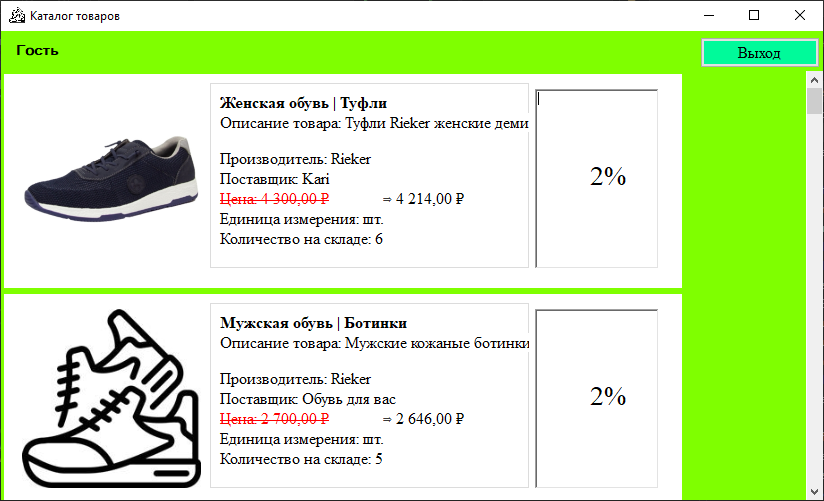 Каталог товаров
Гость
Выход
Женская обувь | Туфли
Описание товара: Туфли Rieker женские деми
Производитель: Rieker
Поставщик: Kari
Цена: 4 300,00 ₽ ⇒ 4 214,00 ₽
Единица измерения: шт.
Количество на складе: 6
2%
Мужская обувь | Ботинки
Описание товара: Мужские кожаные ботинки
Производитель: Rieker
Поставщик: Обувь для вас
Цена: 2 700,00 ₽ ⇒ 2 646,00 ₽
Единица измерения: шт.
Количество на складе: 5
2%